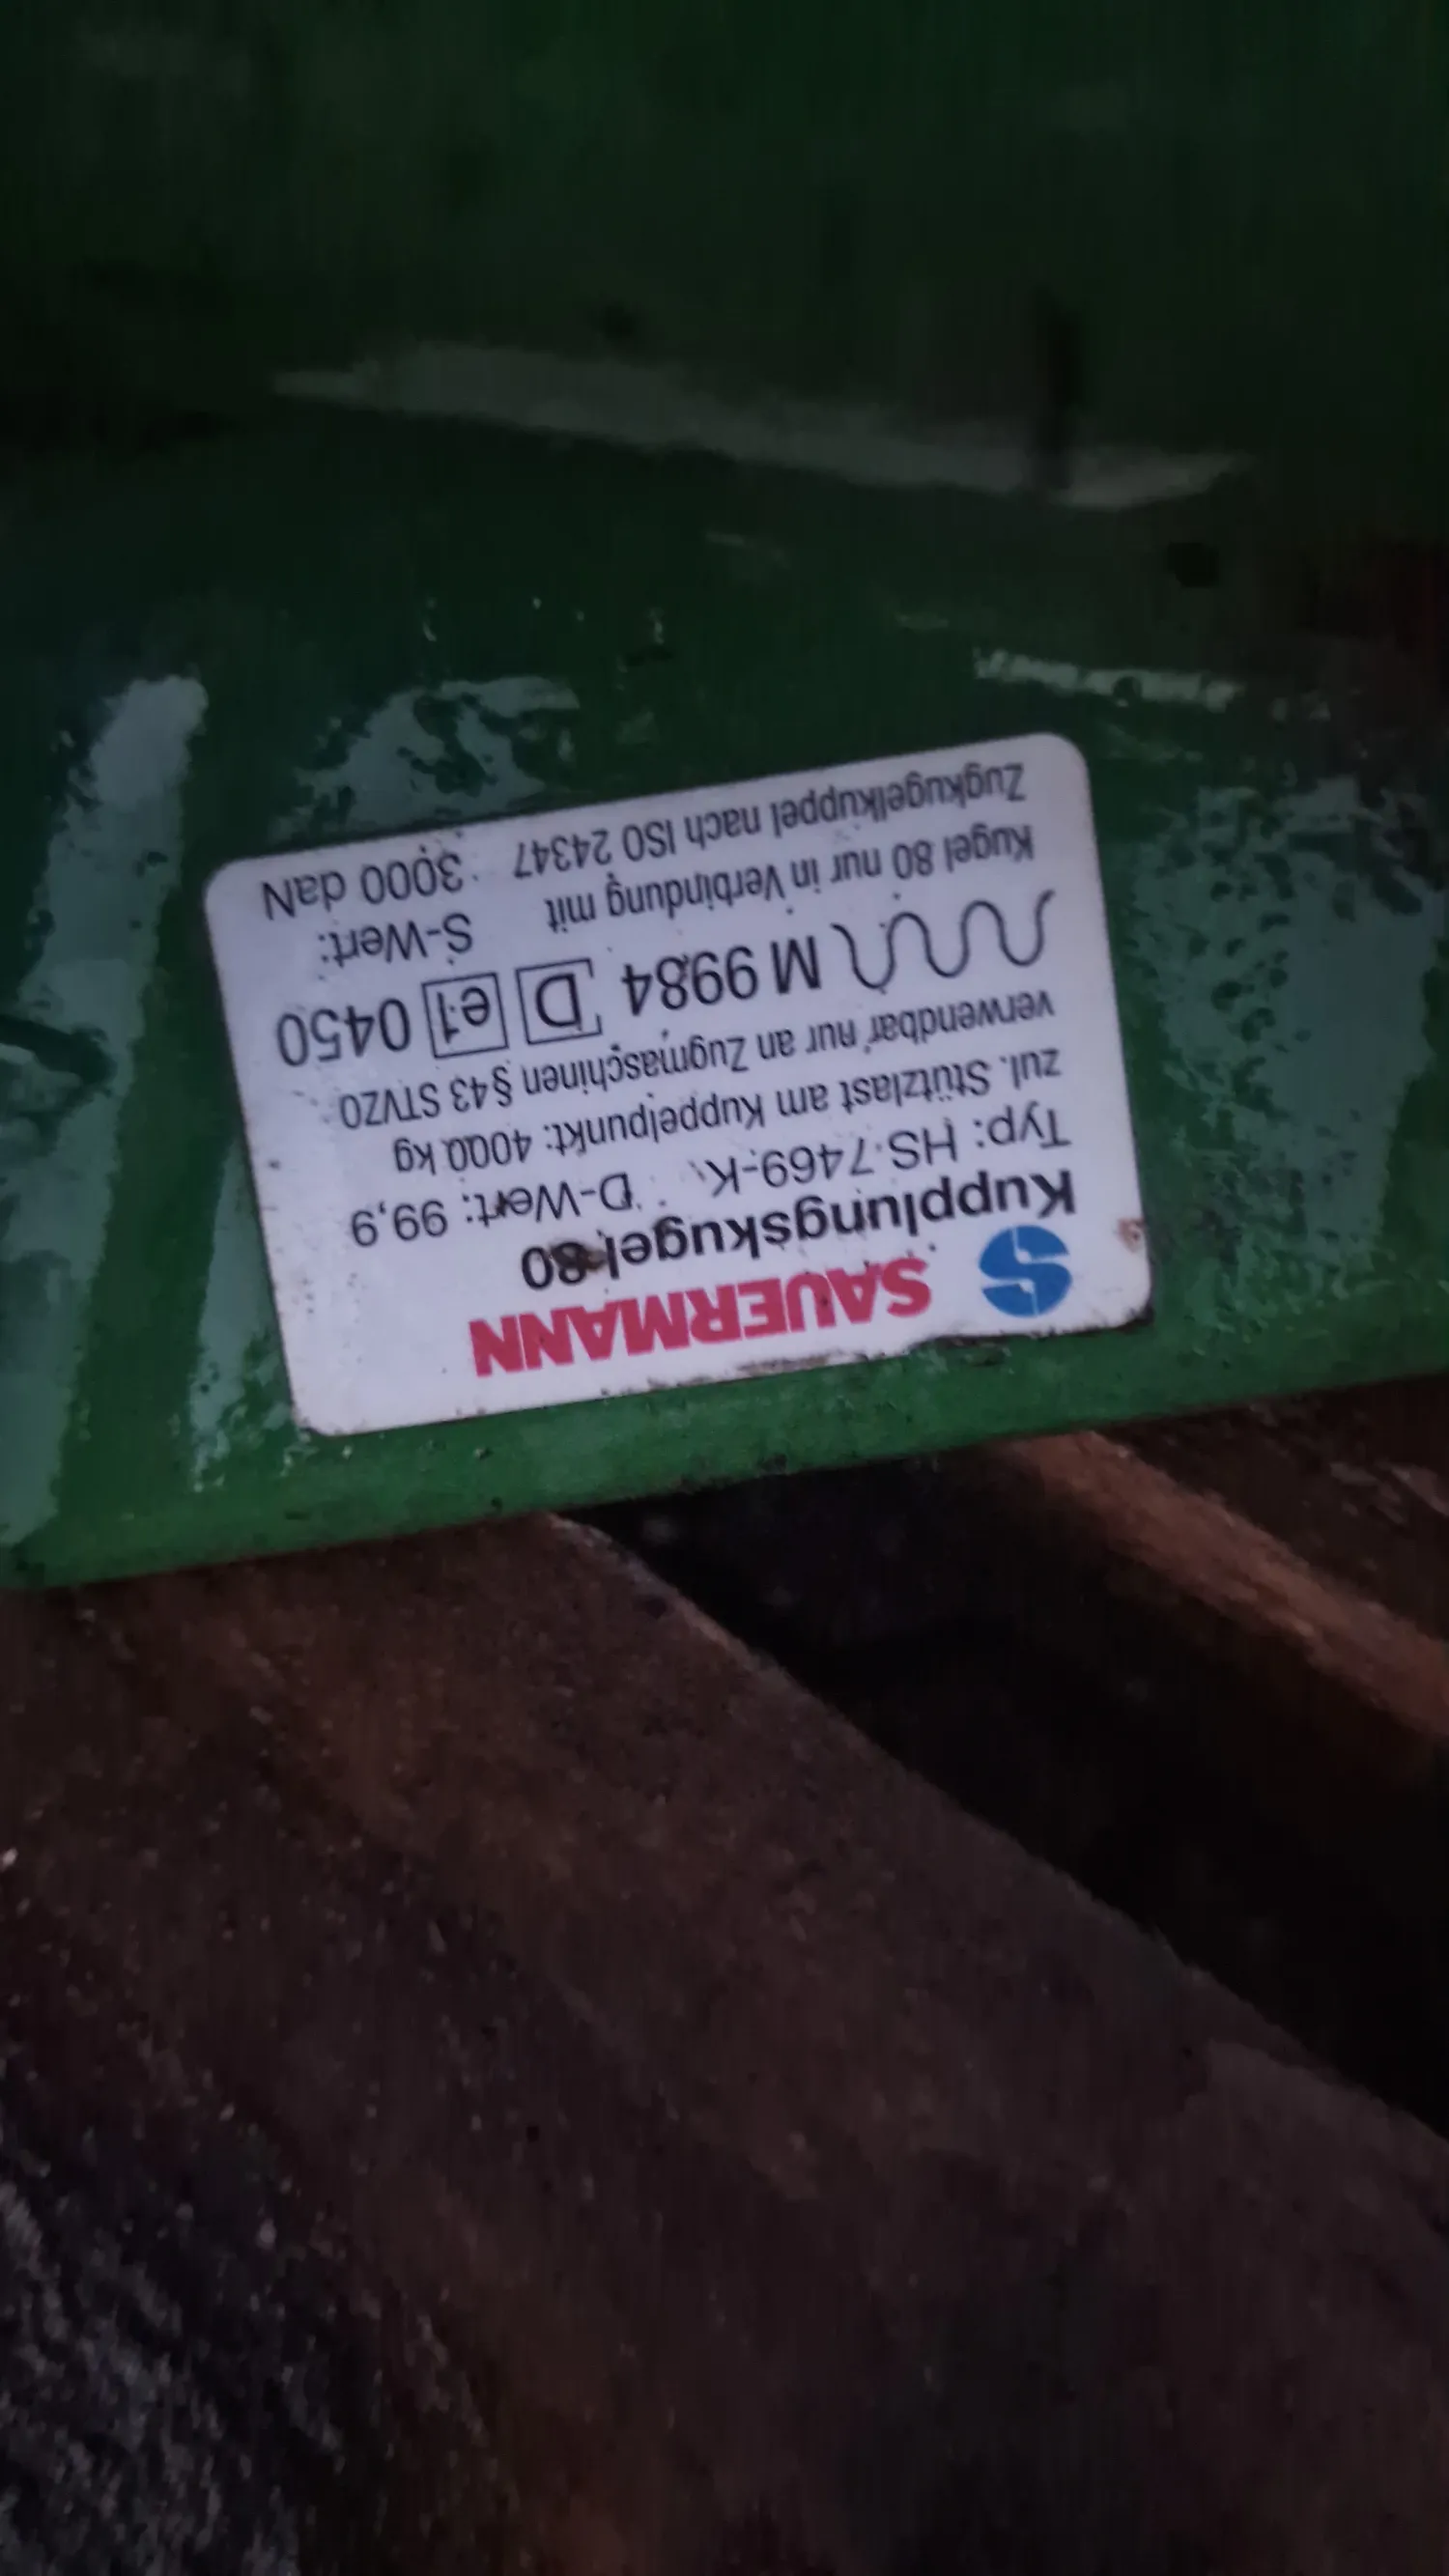 SAUERMANN
Kupplungskugel 80
Typ: HS 7469-K D-Wert: 99,9
zul. Stützlast am Kuppelpunkt: 4000 kg
verwendbar nur an Zugmaschinen § 43 STVZO
M 9984 D e1 0450
Kugel 80 nur in Verbindung mit S-Wert:
Zugkugelkuppel nach ISO 24347 3000 daN